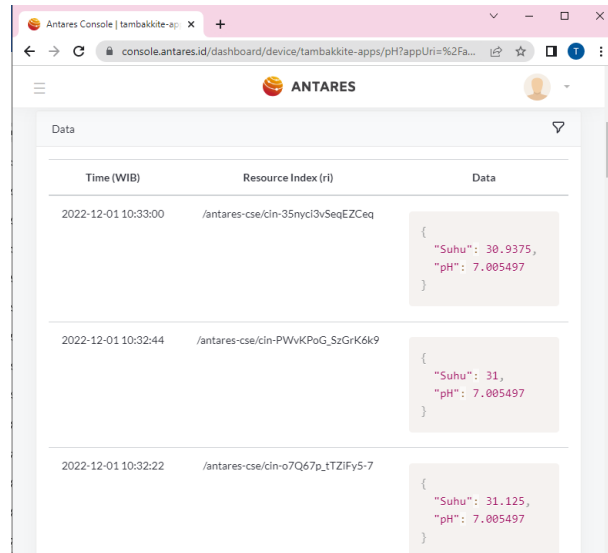 Antares Console | tambakkite-ap
console.antares.id/dashboard/device/tambakkite-apps/pH?appUri=%2Fa...
T
ANTARES
Data
Time (WIB) Resource Index (ri) Data
2022-12-01 10:33:00 /antares-cse/cin-35nyci3vSeqEZCeq
{
"Suhu": 30.9375,
"pH": 7.005497
}
2022-12-01 10:32:44 /antares-cse/cin-PWvKPoG_SzGrK6k9
{
"Suhu": 31,
"pH": 7.005497
}
2022-12-01 10:32:22 /antares-cse/cin-o7Q67p_tTZiFy5-7
{
"Suhu": 31.125,
"pH": 7.005497
}